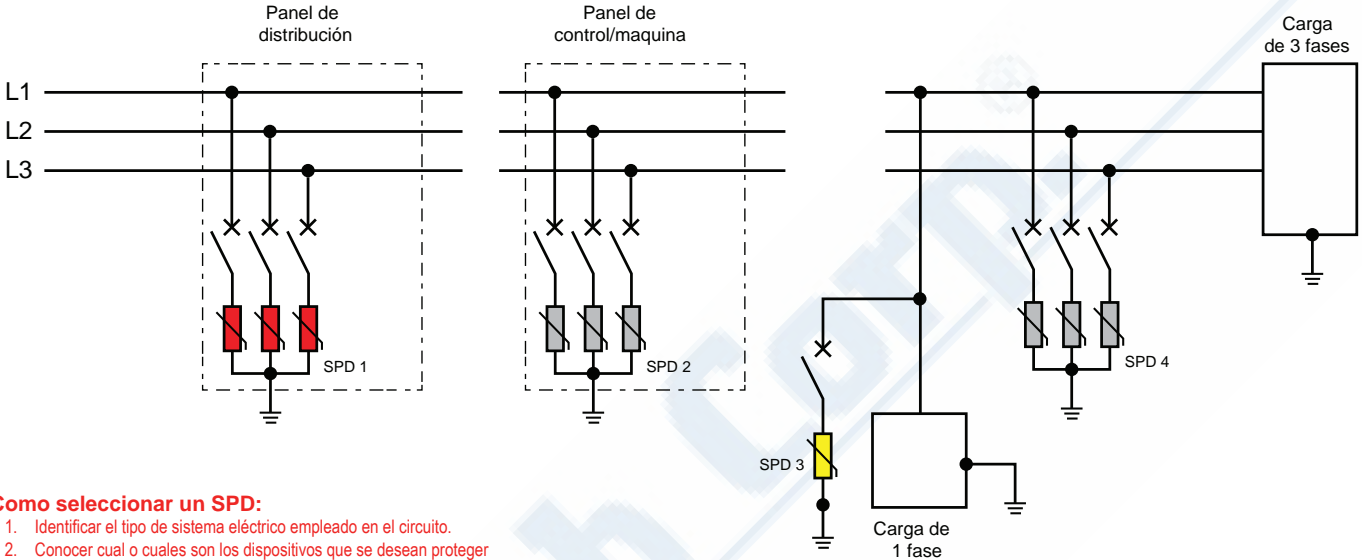 Panel de
distribución
Panel de
control/maquina
Carga
de 3 fases
L1
L2
L3
SPD 1
SPD 2
SPD 3
SPD 4
Carga de
1 fase
Como seleccionar un SPD:
1. Identificar el tipo de sistema eléctrico empleado en el circuito.
2. Conocer cual o cuales son los dispositivos que se desean proteger
h Corp.
®